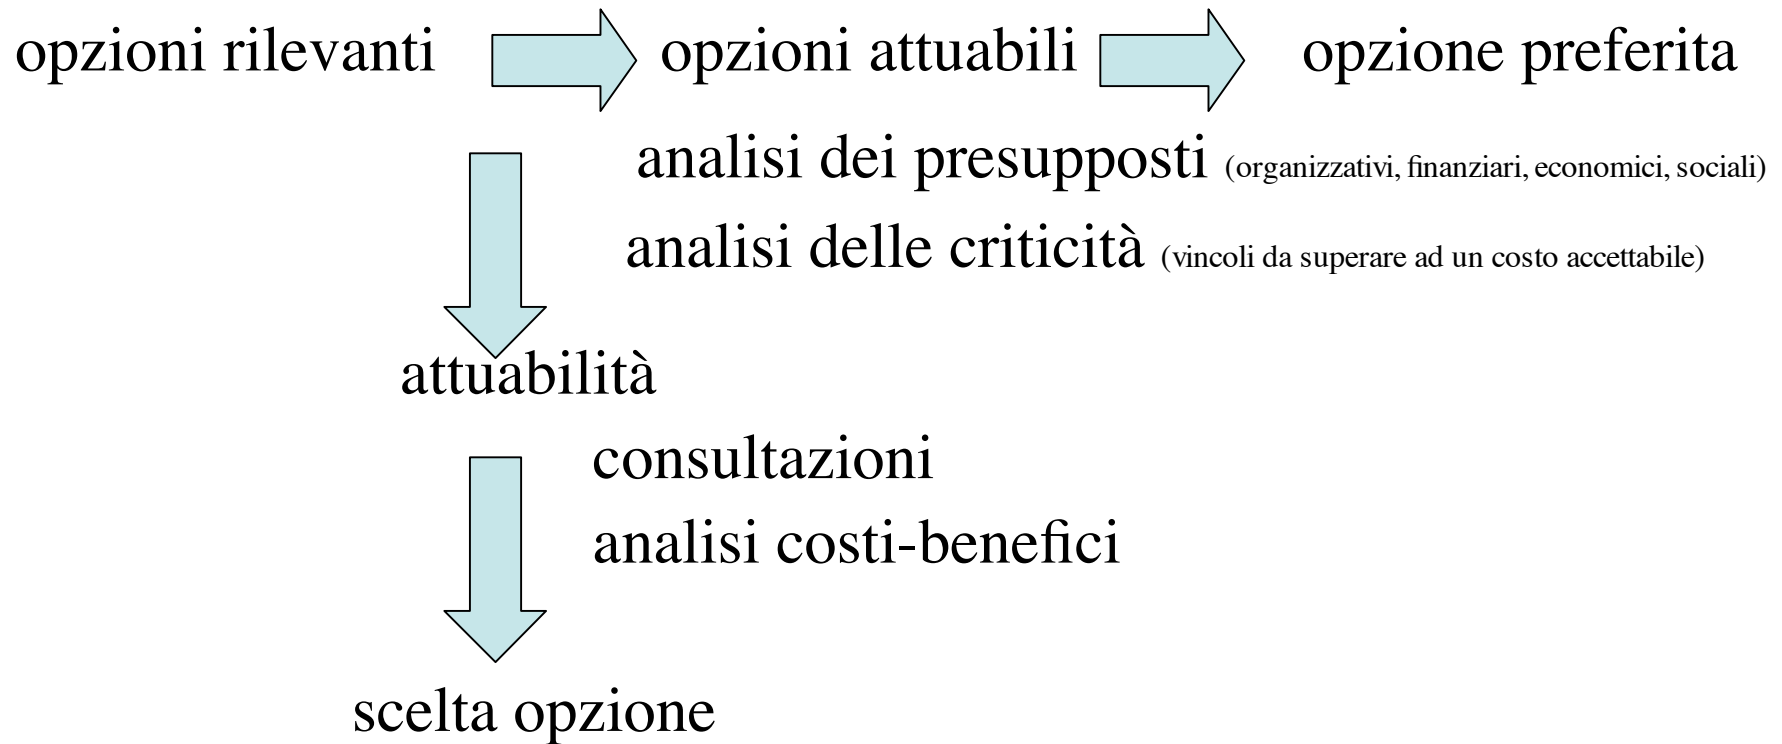 opzioni rilevanti opzioni attuabili opzione preferita
analisi dei presupposti (organizzativi, finanziari, economici, sociali)
analisi delle criticità (vincoli da superare ad un costo accettabile)
attuabilità
consultazioni
analisi costi-benefici
scelta opzione